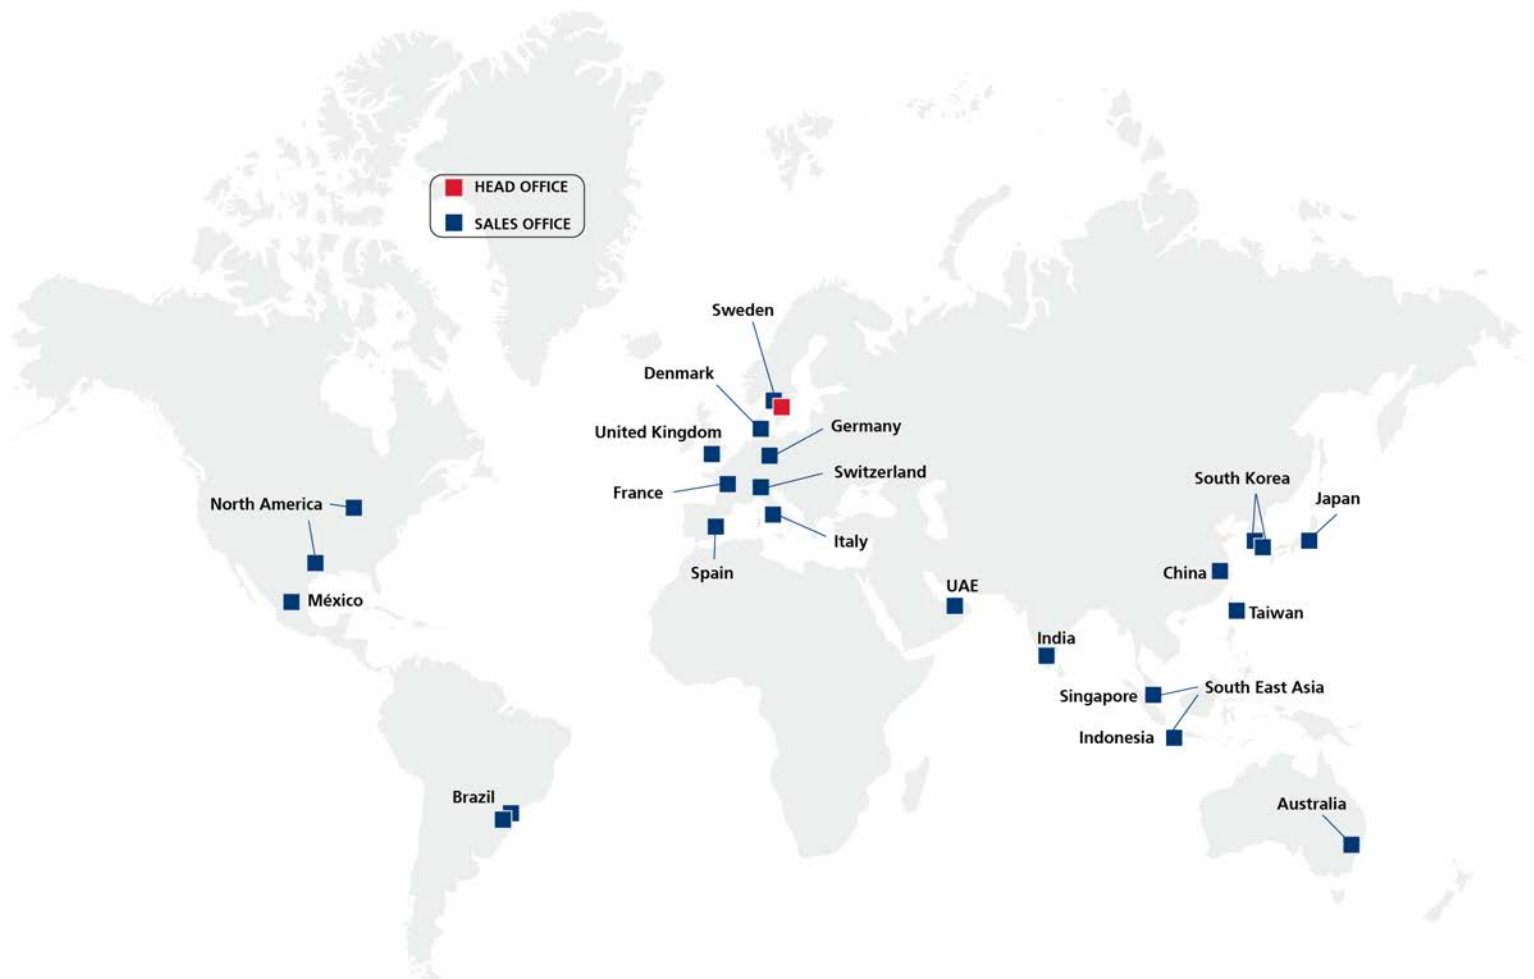 HEAD OFFICE
SALES OFFICE
Sweden
Denmark
United Kingdom
Germany
Switzerland
France
Italy
Spain
North America
México
South Korea
Japan
China
UAE
Taiwan
India
Singapore
South East Asia
Indonesia
Brazil
Australia